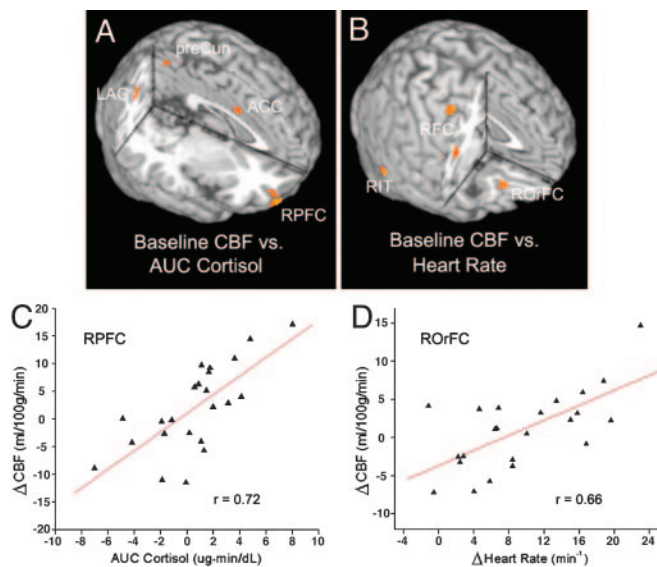 A
preCun
LAG
ACC
RPFC
Baseline CBF vs.
AUC Cortisol
B
RFC
RIT
ROrFC
Baseline CBF vs.
Heart Rate
C
RPFC
20
15
10
5
0
-5
-10
-15
-20
ΔCBF (ml/100g/min)
r = 0.72
-8 -6 -4 -2 0 2 4 6 8 10
AUC Cortisol (ug-min/dL)
D
ROrFC
15
10
5
0
-5
-10
ΔCBF (ml/100g/min)
r = 0.66
-4 0 4 8 12 16 20 24
ΔHeart Rate (min⁻¹)